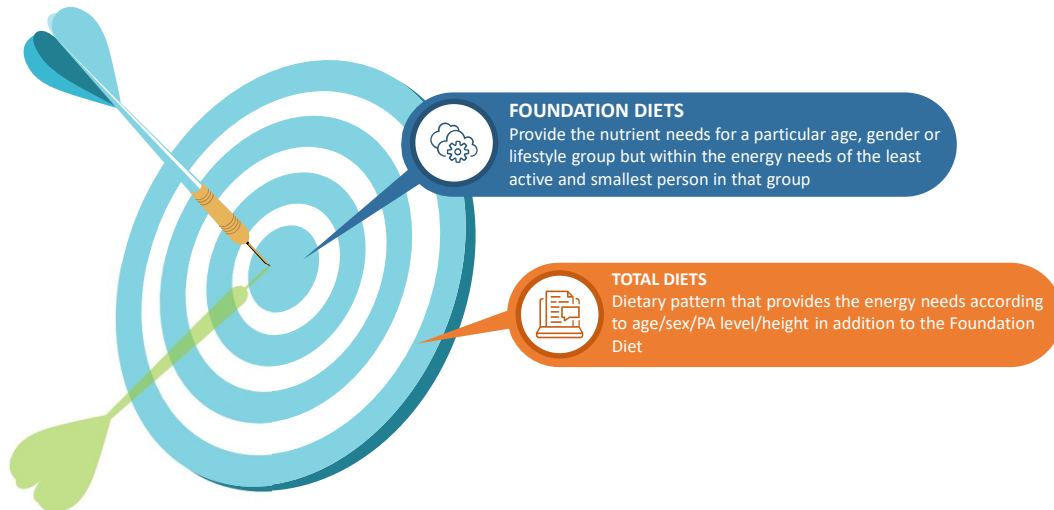 FOUNDATION DIETS
Provide the nutrient needs for a particular age, gender or
lifestyle group but within the energy needs of the least
active and smallest person in that group
TOTAL DIETS
Dietary pattern that provides the energy needs according
to age/sex/PA level/height in addition to the Foundation
Diet